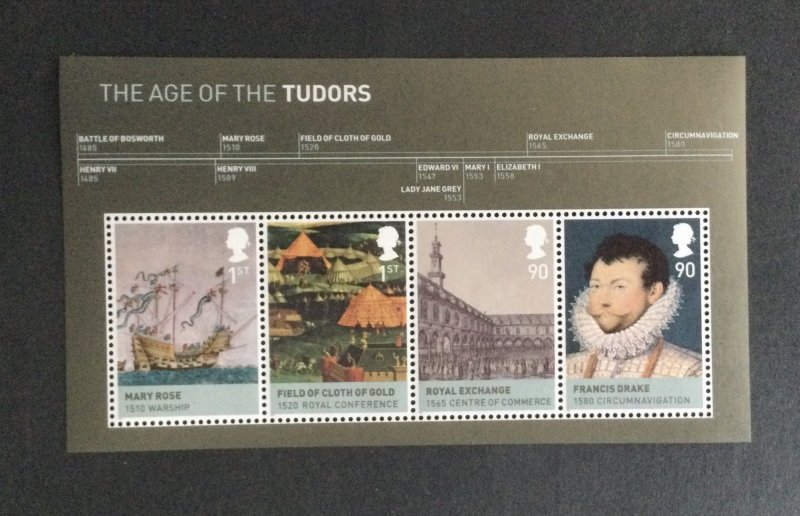 THE AGE OF THE TUDORS
BATTLE OF BOSWORTH MARY ROSE FIELD OF CLOTH OF GOLD ROYAL EXCHANGE CIRCUMNAVIGATION
1485 1510 1520 1565 1580
HENRY VII HENRY VIII EDWARD VI MARY I ELIZABETH I
1485 1509 1547 1553 1558
LADY JANE GREY
1553
1ST 1ST 90 90
MARY ROSE FIELD OF CLOTH OF GOLD ROYAL EXCHANGE FRANCIS DRAKE
1510 WARSHIP 1520 ROYAL CONFERENCE 1565 CENTRE OF COMMERCE 1580 CIRCUMNAVIGATION